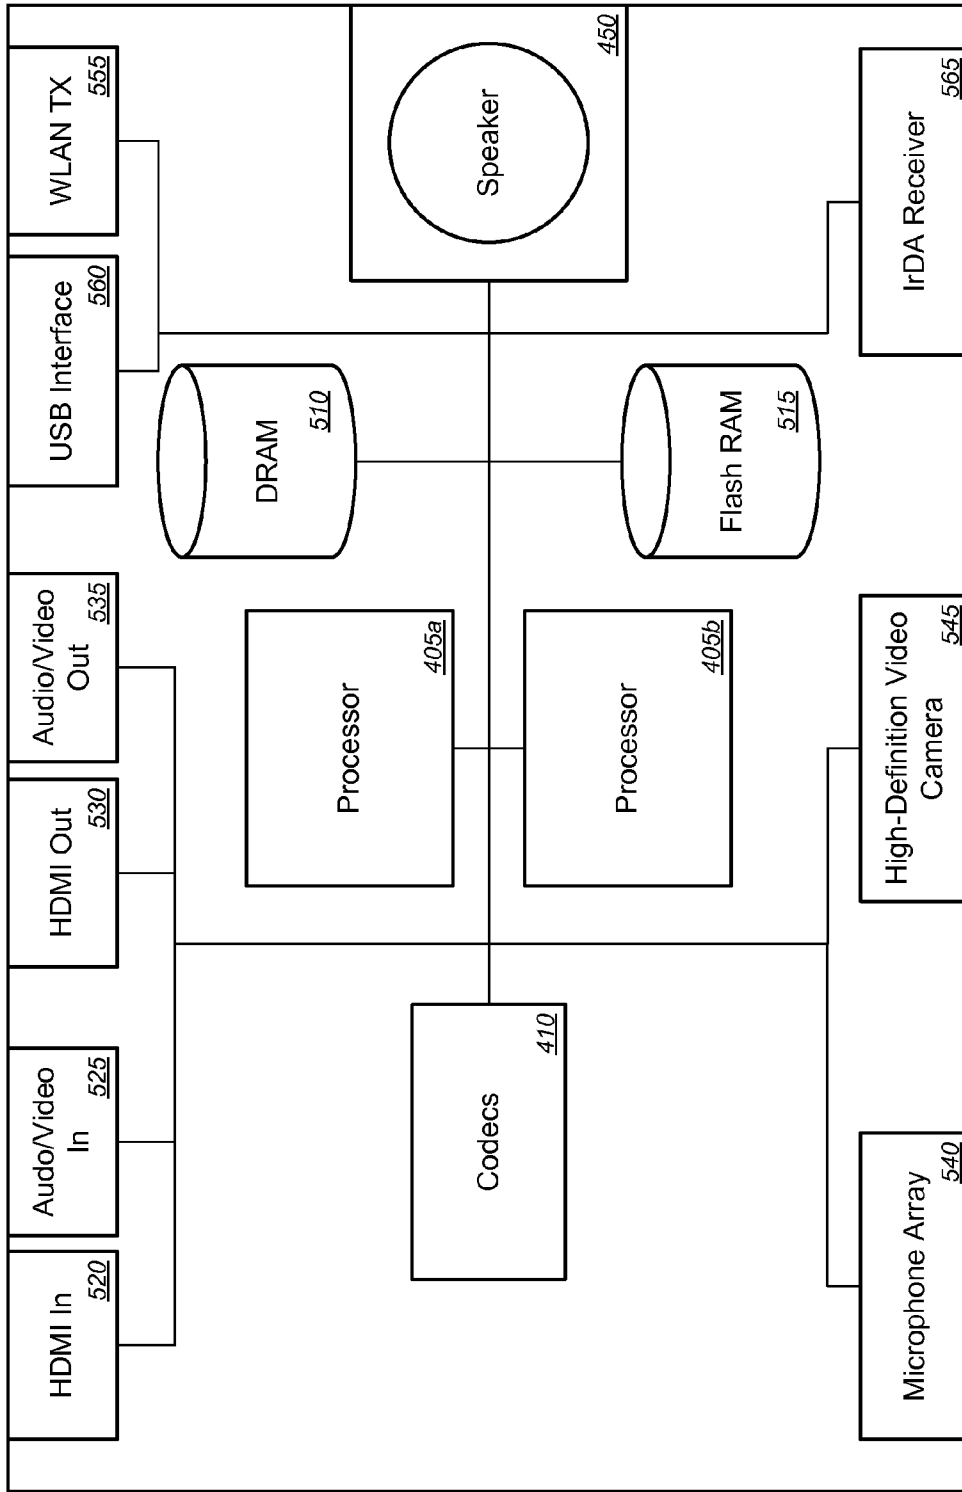 HDMI In
520
Audo/Video
In
525
HDMI Out
530
Audio/Video
Out
535
USB Interface
560
WLAN TX
555
Codecs
410
Processor
405a
Processor
405b
DRAM
510
Flash RAM
515
Speaker
450
Microphone Array
540
High-Definition Video
Camera
545
IrDA Receiver
565